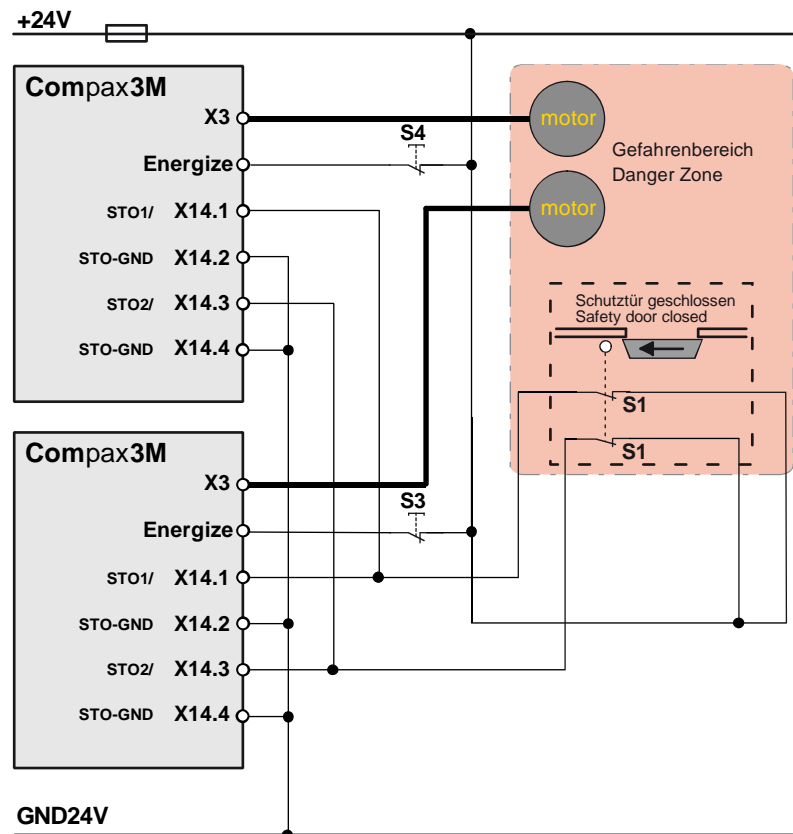 +24V
Compax3M
X3
Energize
STO1/ X14.1
STO-GND X14.2
STO2/ X14.3
STO-GND X14.4
S4
motor
motor
Gefahrenbereich
Danger Zone
Schutztür geschlossen
Safety door closed
S1
S1
Compax3M
X3
Energize
STO1/ X14.1
STO-GND X14.2
STO2/ X14.3
STO-GND X14.4
S3
GND24V